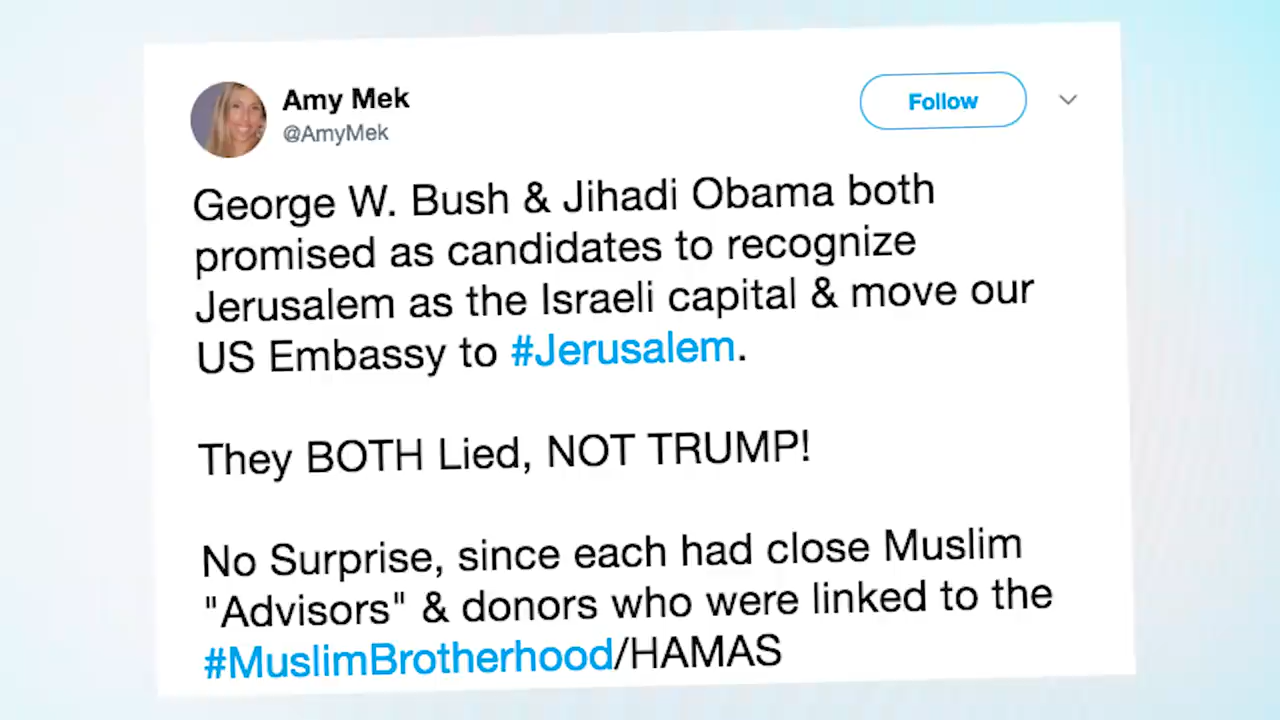 Amy Mek
@AmyMek
Follow
George W. Bush & Jihadi Obama both
promised as candidates to recognize
Jerusalem as the Israeli capital & move our
US Embassy to #Jerusalem.
They BOTH Lied, NOT TRUMP!
No Surprise, since each had close Muslim
"Advisors" & donors who were linked to the
#MuslimBrotherhood/HAMAS